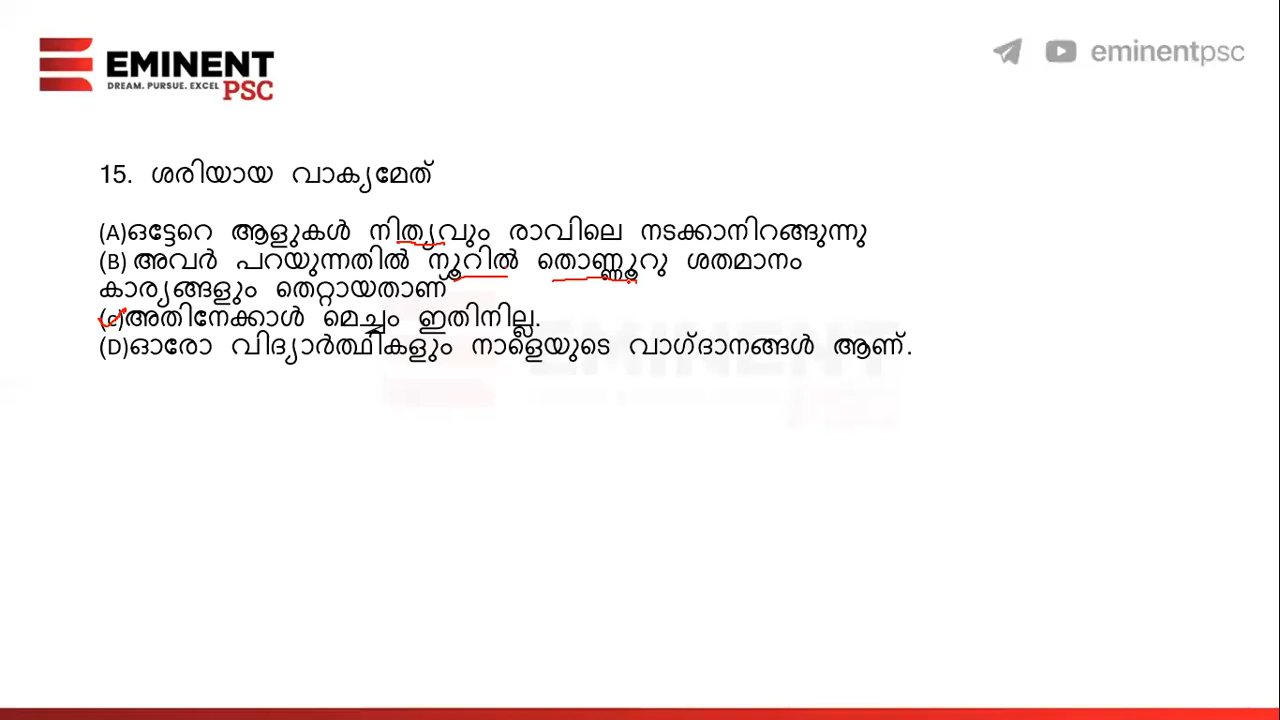 EMINENT
DREAM. PURSUE. EXCEL
PSC
eminentpsc
15. ശരിയായ വാക്യമേത്
(A)ഒട്ടേറെ ആളുകൾ നിത്യവും രാവിലെ നടക്കാനിറങ്ങുന്നു
(B) അവർ പറയുന്നതിൽ നൂറിൽ തൊണ്ണൂറു ശതമാനം
കാര്യങ്ങളും തെറ്റായതാണ്
(c)അതിനേക്കാൾ മെച്ചം ഇതിനില്ല.
(D)ഓരോ വിദ്യാർത്ഥികളും നാളെയുടെ വാഗ്ദാനങ്ങൾ ആണ്.
EMINENT